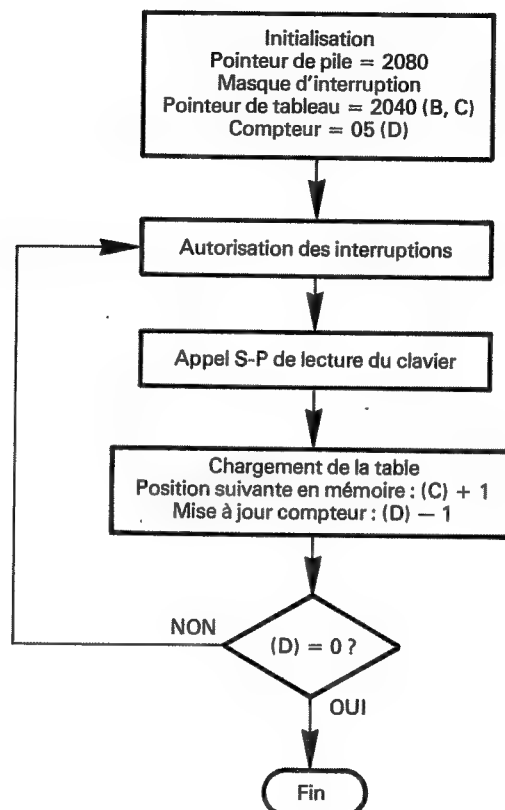 Initialisation
Pointeur de pile = 2080
Masque d'interruption
Pointeur de tableau = 2040 (B, C)
Compteur = 05 (D)
Autorisation des interruptions
Appel S-P de lecture du clavier
Chargement de la table
Position suivante en mémoire : (C) + 1
Mise à jour compteur : (D) — 1
NON
(D) = 0 ?
OUI
Fin